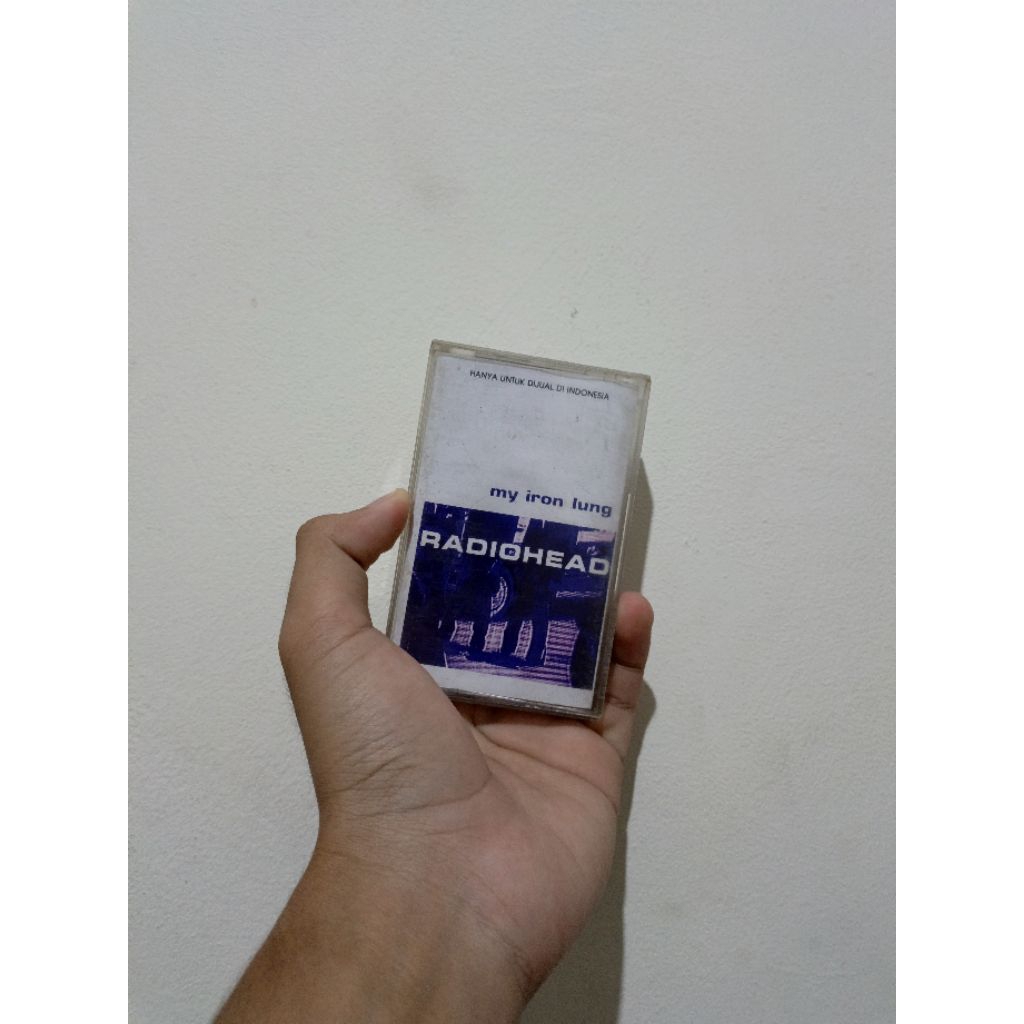 HANYA UNTUK DIJUAL DI INDONESIA
my iron lung
RADIOHEAD